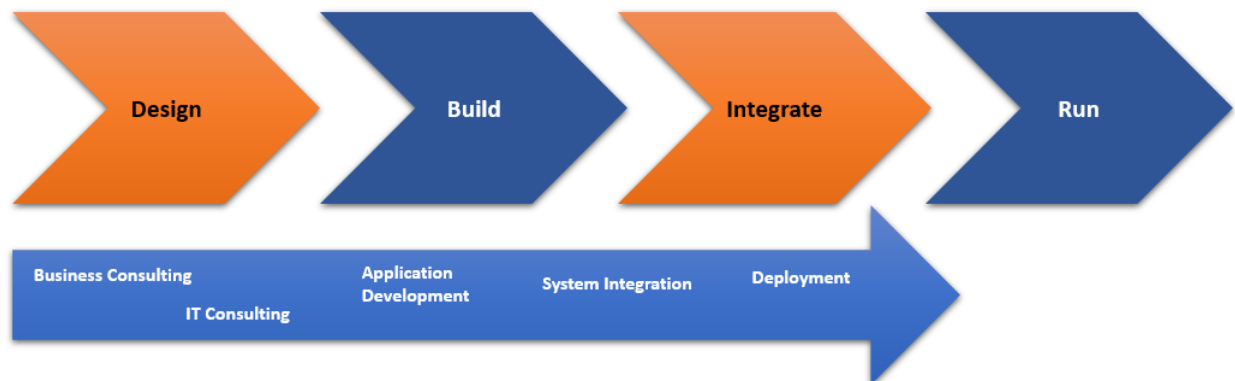 Design
Build
Integrate
Run
Business Consulting
IT Consulting
Application
Development
System Integration
Deployment